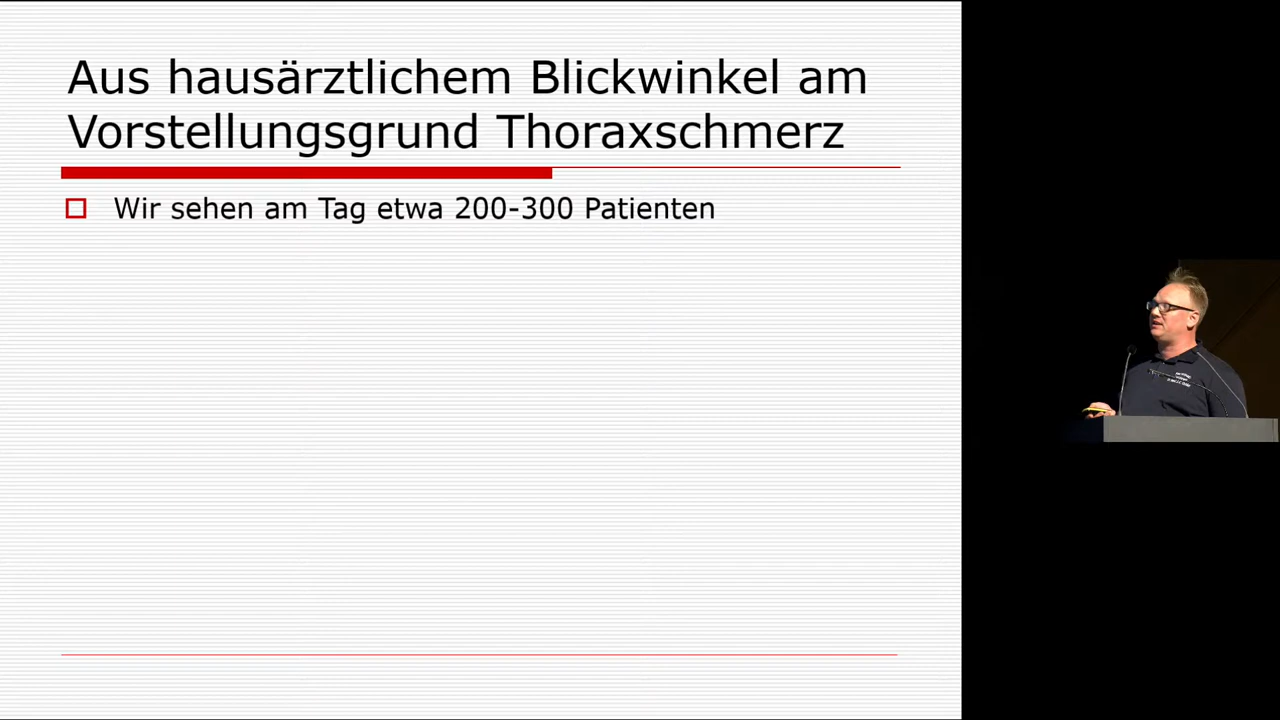 Aus hausärztlichem Blickwinkel am
Vorstellungsgrund Thoraxschmerz
Wir sehen am Tag etwa 200-300 Patienten